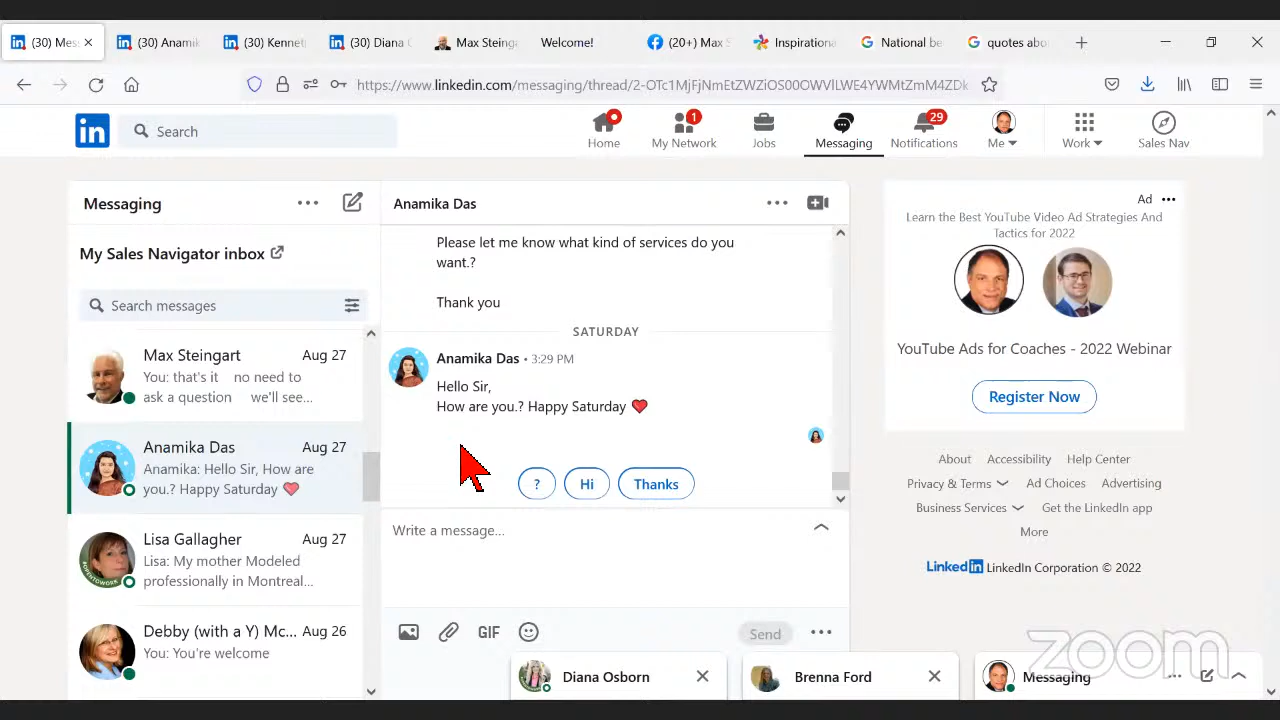 (30) Mes
(30) Anamik
(30) Kennet
(30) Diana
Max Steinga
Welcome!
(20+) Max S
Inspirationa
National be
quotes abo
https://www.linkedin.com/messaging/thread/
in
Search
Home
1
My Network
Jobs
Messaging
29
Notifications
Me
Work
Sales Nav
Messaging
My Sales Navigator inbox
Search messages
Max Steingart Aug 27
You: that's it no need to
ask a question we'll see...
Anamika Das Aug 27
Anamika: Hello Sir, How are
you.? Happy Saturday ❤️
Lisa Gallagher Aug 27
Lisa: My mother Modeled
professionally in Montreal...
Debby (with a Y) Mc... Aug 26
You: You're welcome
Anamika Das
Please let me know what kind of services do you
want.?
Thank you
SATURDAY
Anamika Das • 3:29 PM
Hello Sir,
How are you.? Happy Saturday ❤️
?
Hi
Thanks
Write a message...
GIF
Send
Ad
Learn the Best YouTube Video Ad Strategies And
Tactics for 2022
YouTube Ads for Coaches - 2022 Webinar
Register Now
About Accessibility Help Center
Privacy & Terms Ad Choices Advertising
Business Services Get the LinkedIn app
More
LinkedIn LinkedIn Corporation © 2022
Diana Osborn
Brenna Ford
Messaging
zoom